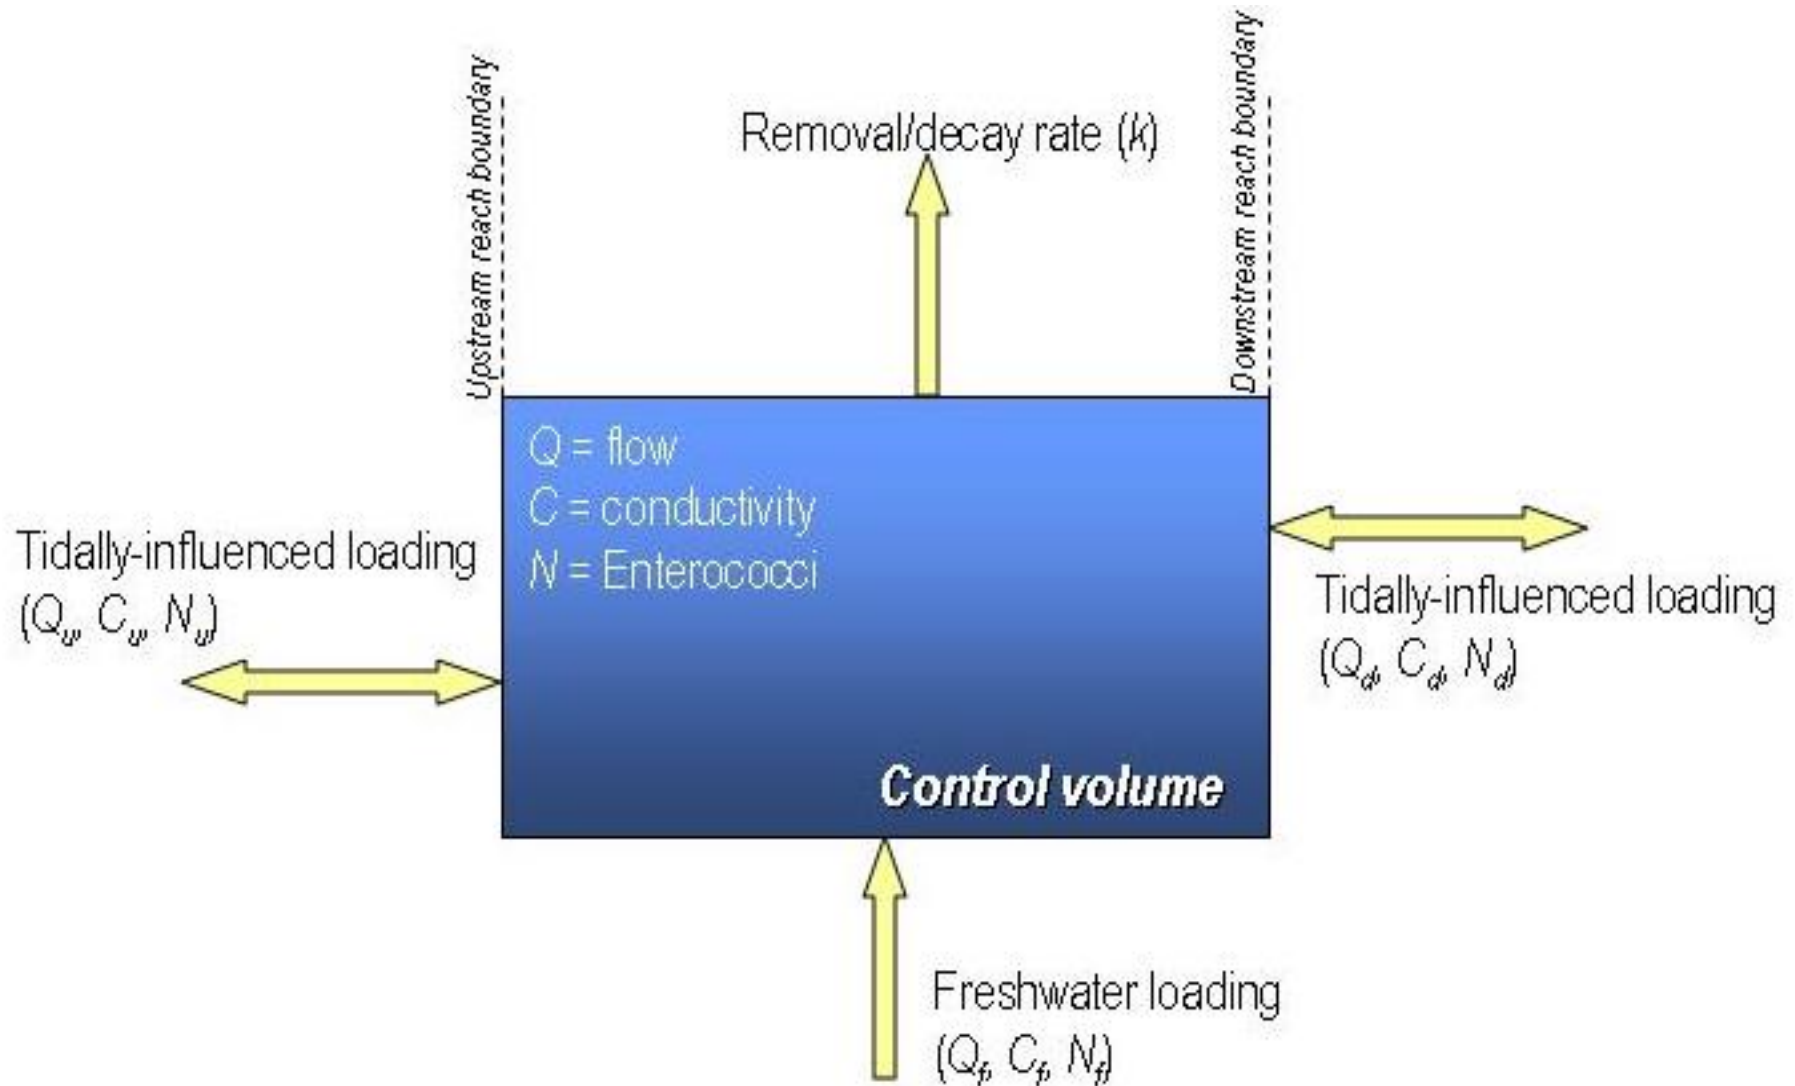 Upstream reach boundary
Downstream reach boundary
Removal/decay rate (k)
Q = flow
C = conductivity
N = Enterococci
Tidally-influenced loading
(Qu, Cu, Nu)
Tidally-influenced loading
(Qd, Cd, Nd)
Control volume
Freshwater loading
(Qf, Cf, Nf)